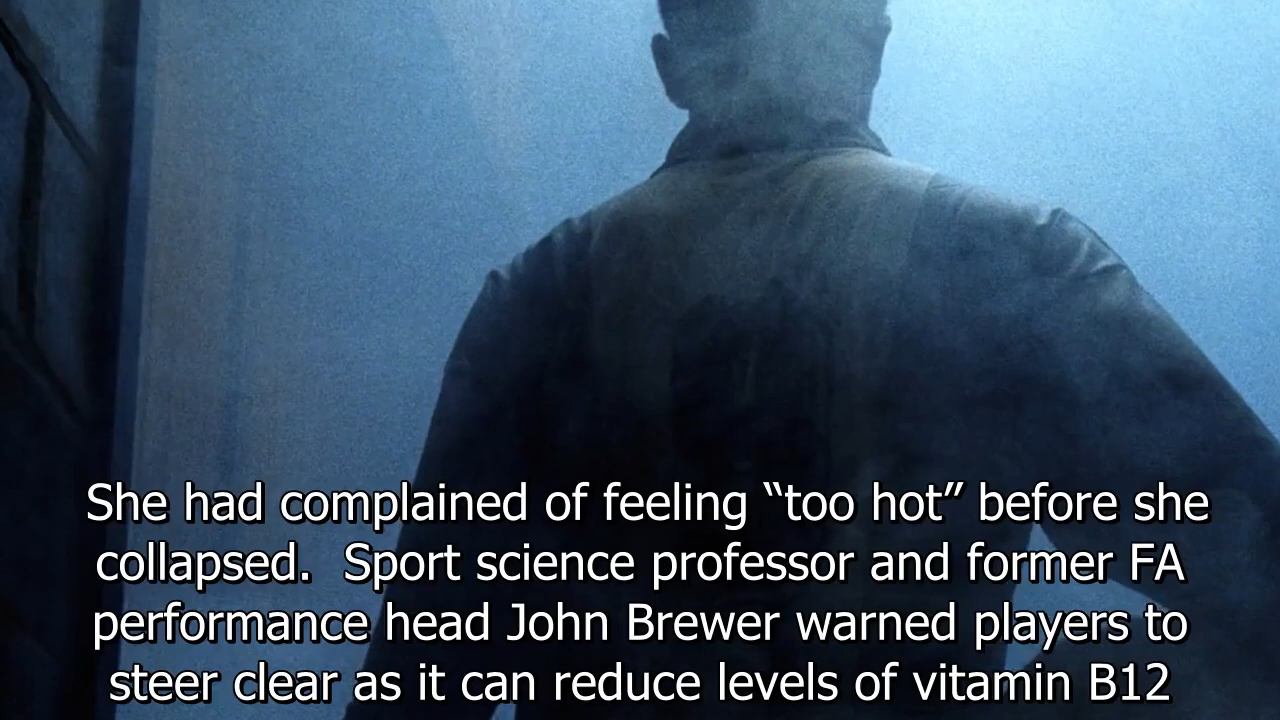 She had complained of feeling “too hot” before she
collapsed.  Sport science professor and former FA
performance head John Brewer warned players to
steer clear as it can reduce levels of vitamin B12